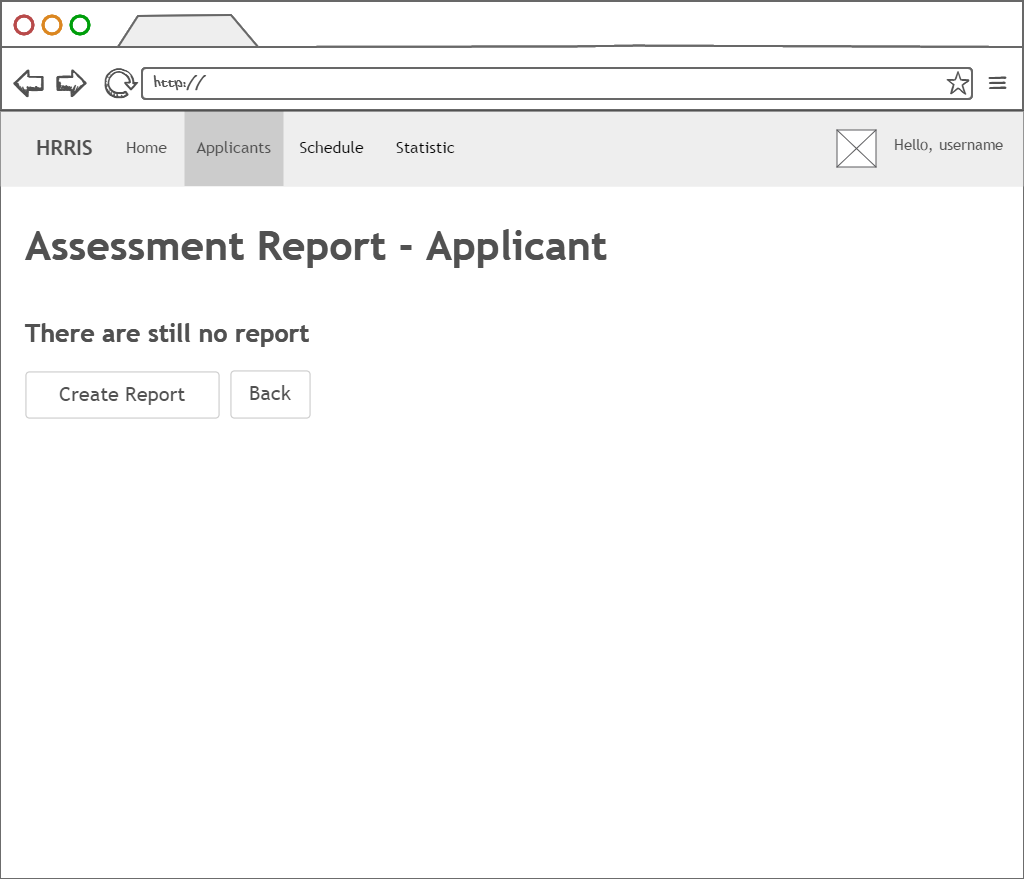 http://
HRRIS Home Applicants Schedule Statistic Hello, username
Assessment Report - Applicant
There are still no report
Create Report Back